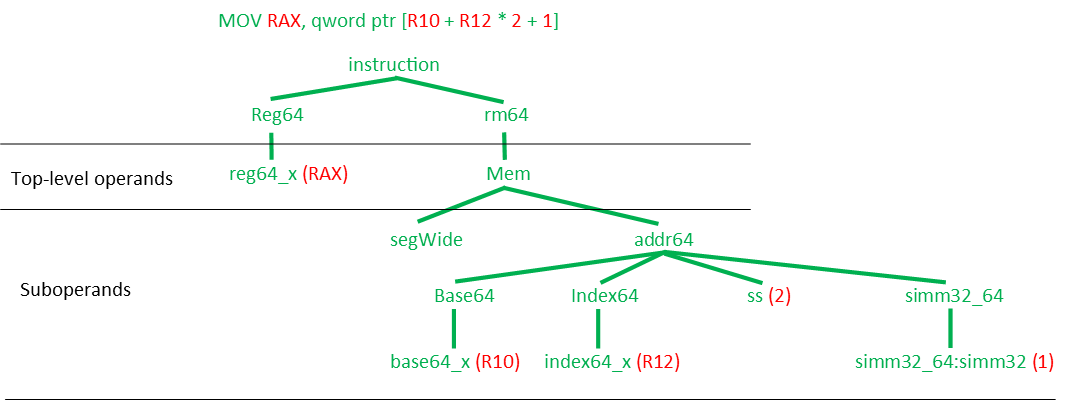 MOV RAX, qword ptr [R10 + R12 * 2 + 1]
instruction
Reg64 rm64
Top-level operands reg64_x (RAX) Mem
segWide addr64
Suboperands Base64 Index64 ss (2) simm32_64
base64_x (R10) index64_x (R12) simm32_64:simm32 (1)